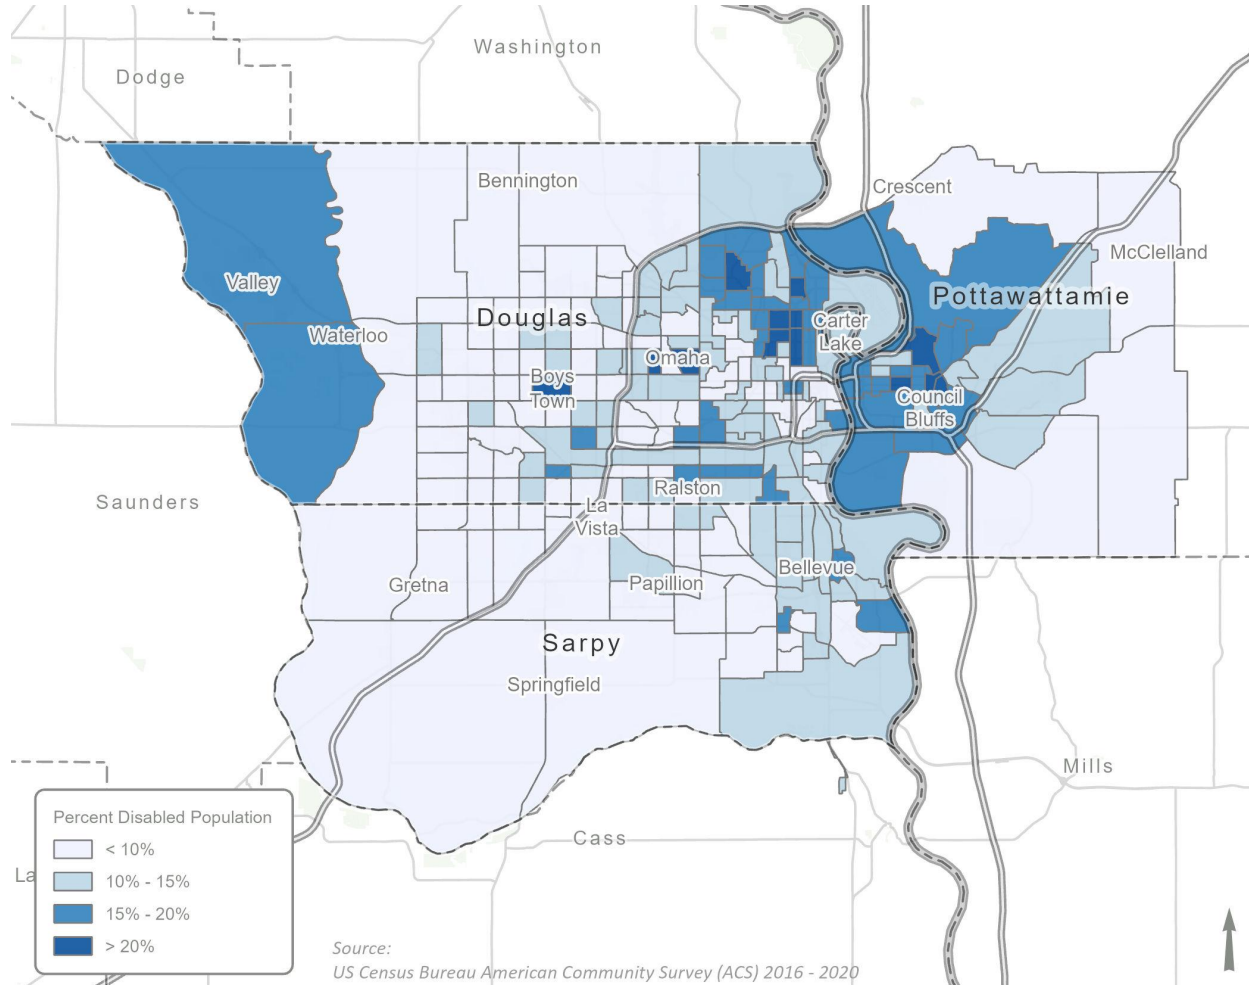 Washington
Dodge
Bennington
Crescent
McClelland
Valley
Pottawattamie
Waterloo
Douglas
Carter
Lake
Omaha
Boys
Town
Council
Bluffs
Ralston
Saunders
La
Vista
Gretna
Papillion
Bellevue
Sarpy
Springfield
Mills
Cass
Percent Disabled Population
< 10%
10% - 15%
15% - 20%
> 20%
La
Source:
US Census Bureau American Community Survey (ACS) 2016 - 2020